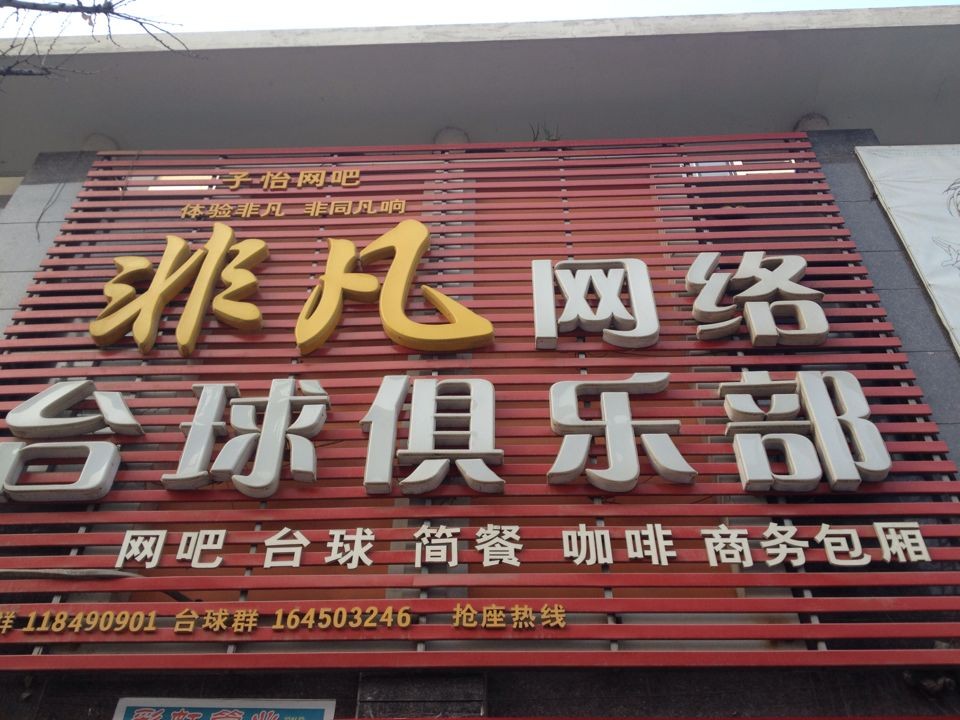 子怡网吧
体验非凡 非同凡响
非凡网络
台球俱乐部
网吧 台球 简餐 咖啡 商务包厢
群 118490901 台球群 164503246 抢座热线